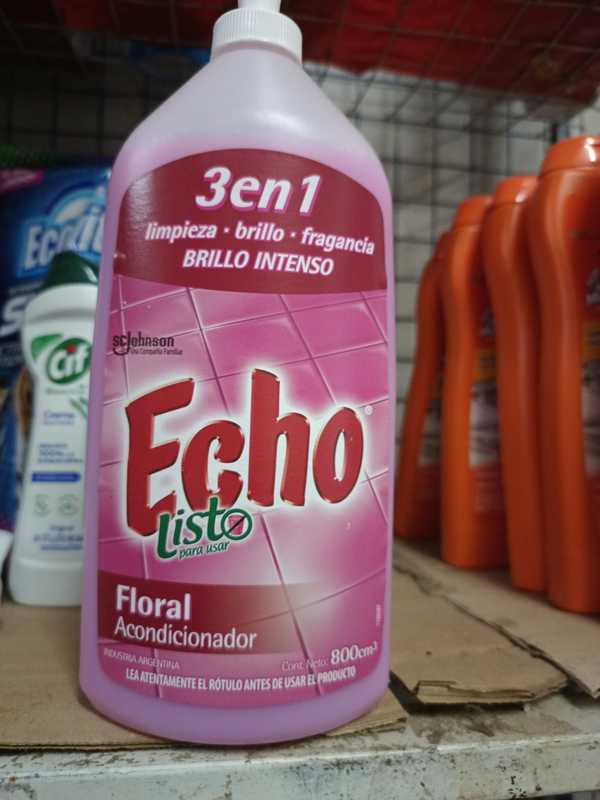 3en1
limpieza · brillo · fragancia
BRILLO INTENSO
SC Johnson
Una Compañía Familiar
Echo
®
Listo
para usar
Floral
Acondicionador
INDUSTRIA ARGENTINA
Cont. Neto: 800cm³
LEA ATENTAMENTE EL RÓTULO ANTES DE USAR EL PRODUCTO
Cif
Crema